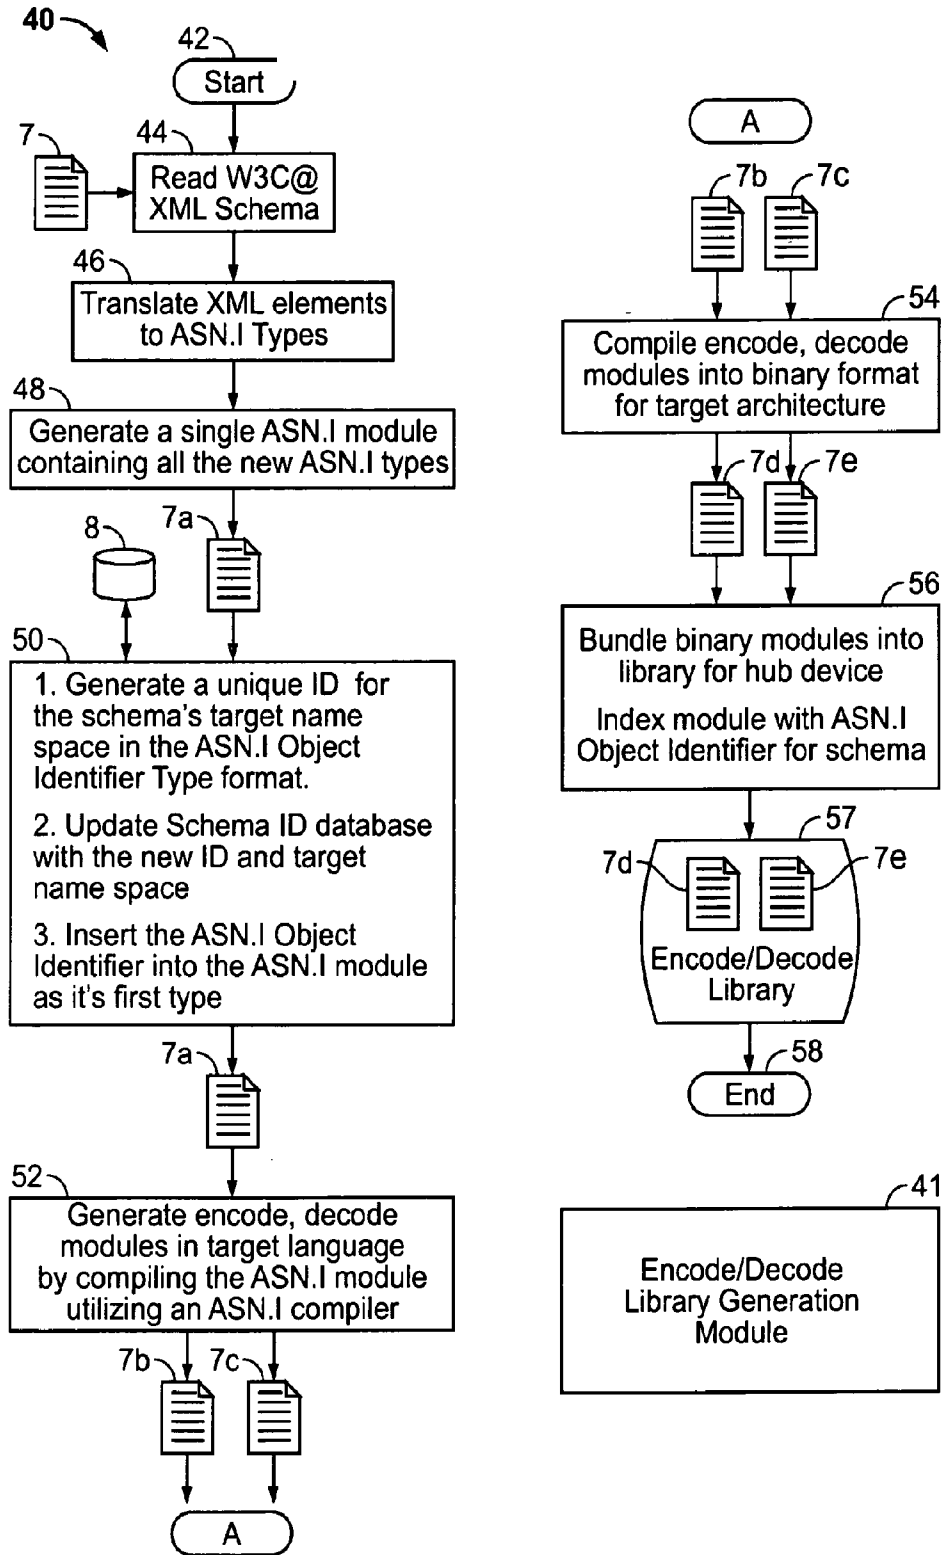 40
42
Start
7
44
Read W3C@
XML Schema
46
Translate XML elements
to ASN.I Types
48
Generate a single ASN.I module
containing all the new ASN.I types
8
7a
50
1. Generate a unique ID for
the schema's target name
space in the ASN.I Object
Identifier Type format.
2. Update Schema ID database
with the new ID and target
name space
3. Insert the ASN.I Object
Identifier into the ASN.I module
as it's first type
7a
52
Generate encode, decode
modules in target language
by compiling the ASN.I module
utilizing an ASN.I compiler
7b
7c
A
A
7b
7c
54
Compile encode, decode
modules into binary format
for target architecture
7d
7e
56
Bundle binary modules into
library for hub device
Index module with ASN.I
Object Identifier for schema
57
7d
7e
Encode/Decode
Library
58
End
41
Encode/Decode
Library Generation
Module